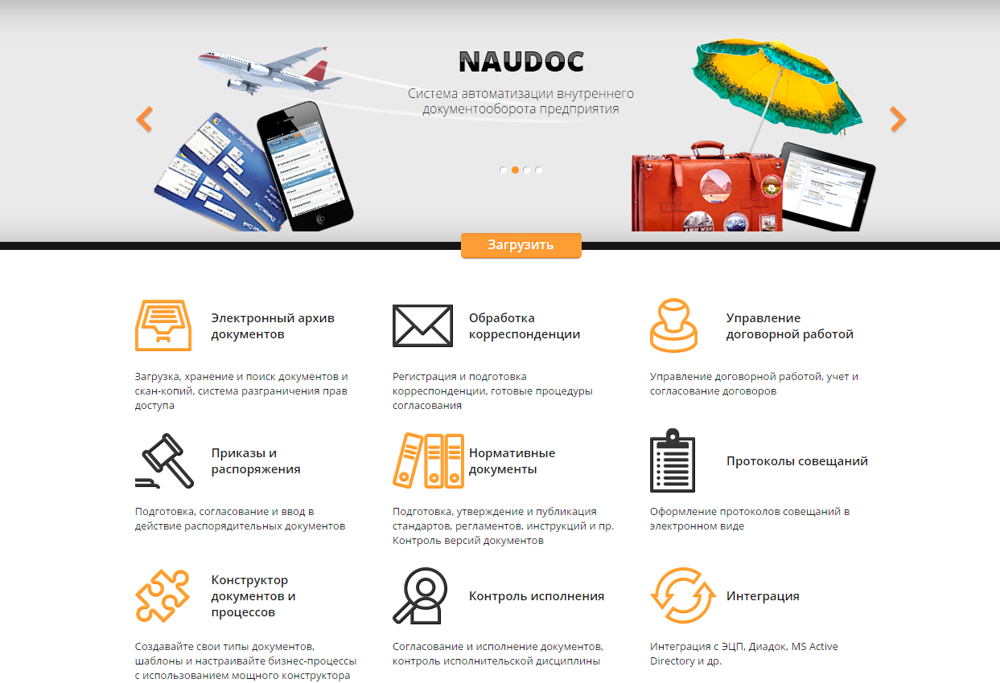 NAUDOC
Система автоматизации внутреннего
документооборота предприятия
Загрузить
Электронный архив
документов
Загрузка, хранение и поиск документов и
скан-копий, система разграничения прав
доступа
Обработка
корреспонденции
Регистрация и подготовка
корреспонденции, готовые процедуры
согласования
Управление
договорной работой
Управление договорной работой, учет и
согласование договоров
Приказы и
распоряжения
Подготовка, согласование и ввод в
действие распорядительных документов
Нормативные
документы
Подготовка, утверждение и публикация
стандартов, регламентов, инструкций и пр.
Контроль версий документов
Протоколы совещаний
Оформление протоколов совещаний в
электронном виде
Конструктор
документов и
процессов
Создавайте свои типы документов,
шаблоны и настраивайте бизнес-процессы
с использованием мощного конструктора
Контроль исполнения
Согласование и исполнение документов,
контроль исполнительской дисциплины
Интеграция
Интеграция с ЭЦП, Диадок, MS Active
Directory и др.